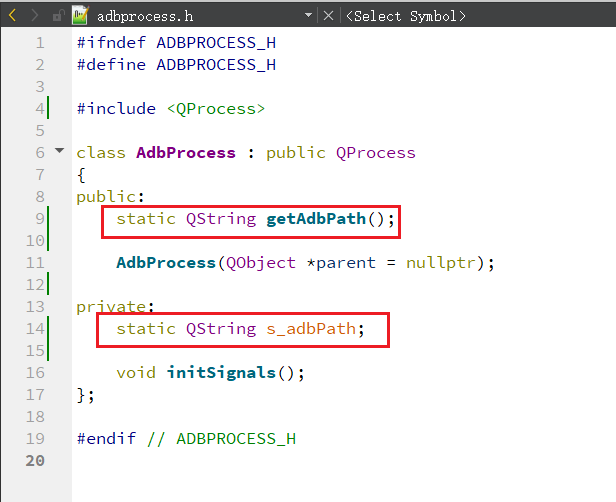 adbprocess.h <Select Symbol>
1 #ifndef ADBPROCESS_H
2 #define ADBPROCESS_H
3
4 #include <QProcess>
5
6 class AdbProcess : public QProcess
7 {
8 public:
9 static QString getAdbPath();
10
11 AdbProcess(QObject *parent = nullptr);
12
13 private:
14 static QString s_adbPath;
15
16 void initSignals();
17 };
18
19 #endif // ADBPROCESS_H
20